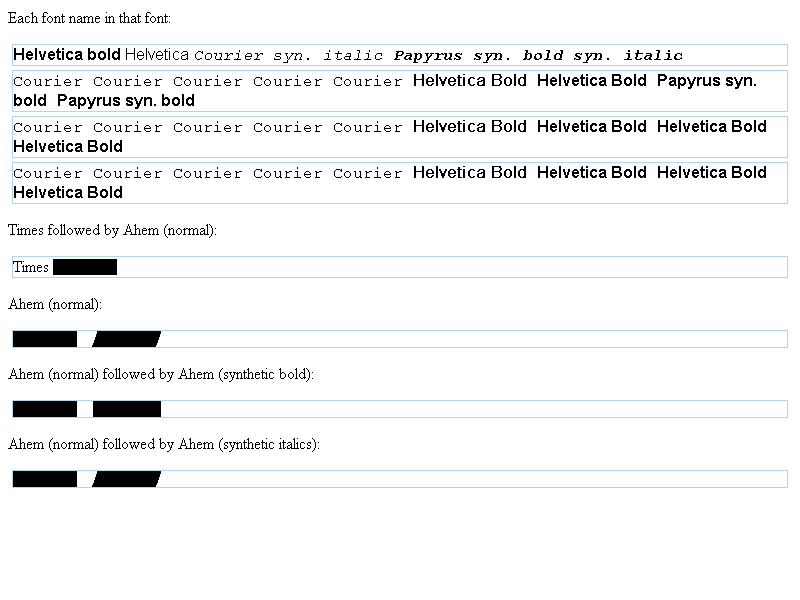 Each font name in that font:
Helvetica bold Helvetica Courier syn. italic Papyrus syn. bold syn. italic
Courier Courier Courier Courier Courier Helvetica Bold Helvetica Bold Papyrus syn.
bold Papyrus syn. bold
Courier Courier Courier Courier Courier Helvetica Bold Helvetica Bold Helvetica Bold
Helvetica Bold
Courier Courier Courier Courier Courier Helvetica Bold Helvetica Bold Helvetica Bold
Helvetica Bold
Times followed by Ahem (normal):
Times
Ahem (normal):
Ahem (normal) followed by Ahem (synthetic bold):
Ahem (normal) followed by Ahem (synthetic italics):